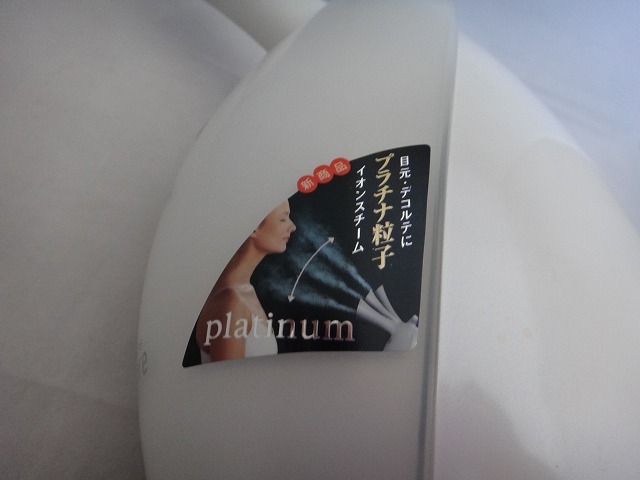 新商品
目元・デコルテに
プラチナ粒子
イオンスチーム
platinum